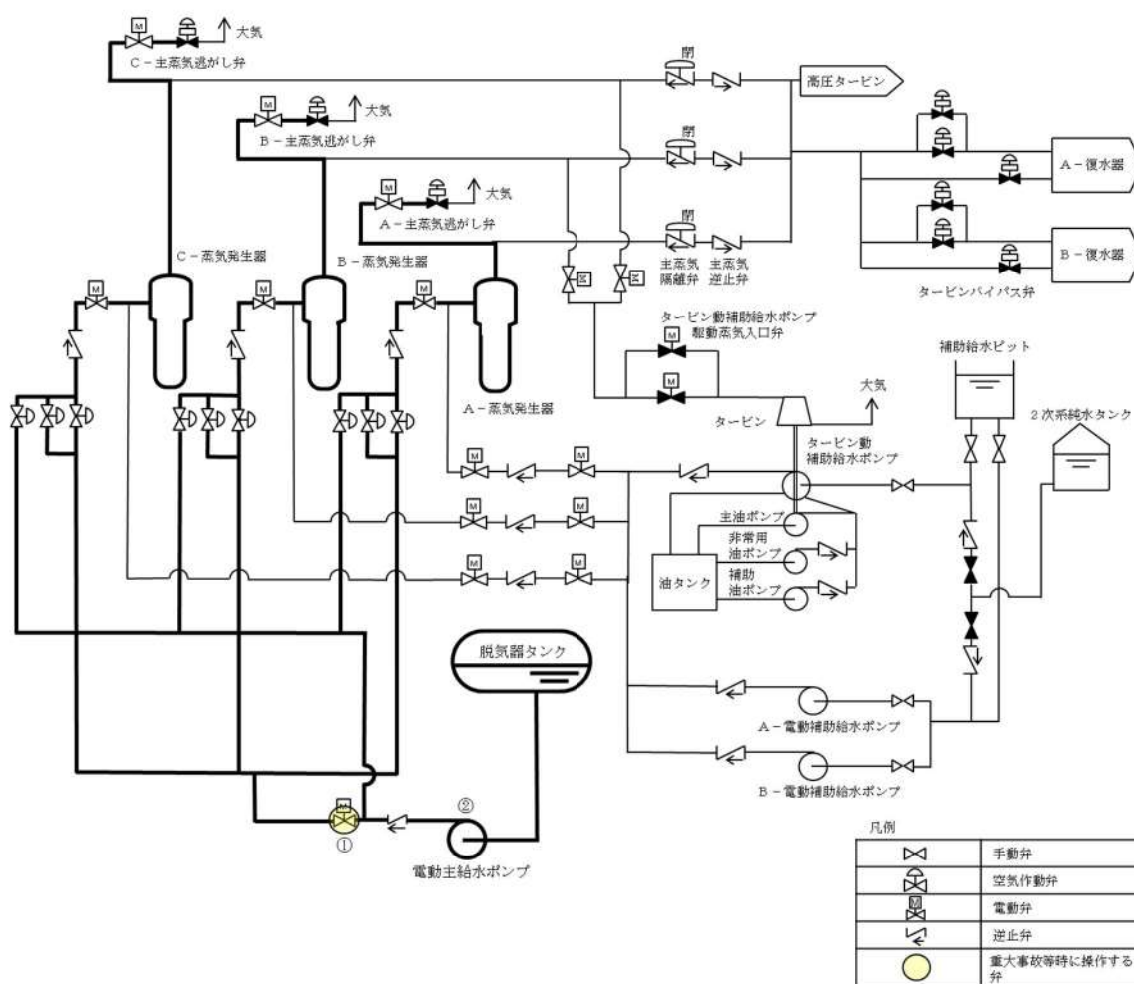 大気
C－主蒸気逃がし弁
閉
高圧タービン
大気
B－主蒸気逃がし弁
閉
A－復水器
大気
A－主蒸気逃がし弁
閉
C－蒸気発生器
B－蒸気発生器
主蒸気
隔離弁
主蒸気
逆止弁
B－復水器
タービンバイパス弁
タービン動補助給水ポンプ
駆動蒸気入口弁
補助給水ピット
A－蒸気発生器
大気
タービン
2次系純水タンク
タービン動
補助給水ポンプ
主油ポンプ
非常用
油ポンプ
補助
油ポンプ
油タンク
脱気器タンク
A－電動補助給水ポンプ
B－電動補助給水ポンプ
M
①
②
電動主給水ポンプ
凡例
手動弁
空気作動弁
M
電動弁
逆止弁
重大事故等時に操作する
弁